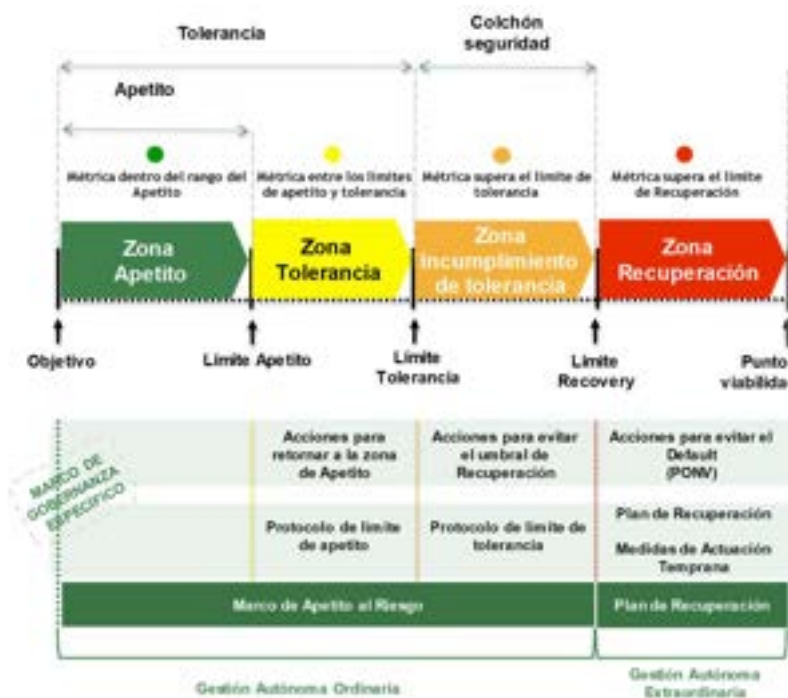 Tolerancia
Colchón
seguridad
Apetito
Métrica dentro del rango del
Apetito
Métrica entre los límites
de apetito y tolerancia
Métrica supera el límite de
tolerancia
Métrica supera el límite
de Recuperación
Zona
Apetito
Zona
Tolerancia
Zona
Incumplimiento
de tolerancia
Zona
Recuperación
Objetivo
Límite Apetito
Límite
Tolerancia
Límite
Recovery
Punto
viabilida
MARCO DE
GOBERNANZA
ESPECÍFICO
Acciones para
retornar a la zona
de Apetito
Acciones para evitar
el umbral de
Recuperación
Acciones para evitar el
Default
(PONV)
Protocolo de límite
de apetito
Protocolo de límite de
tolerancia
Plan de Recuperación
Medidas de Actuación
Temprana
Marco de Apetito al Riesgo
Plan de Recuperación
Gestión Autónoma Ordinaria
Gestión Autónoma
Extraordinaria